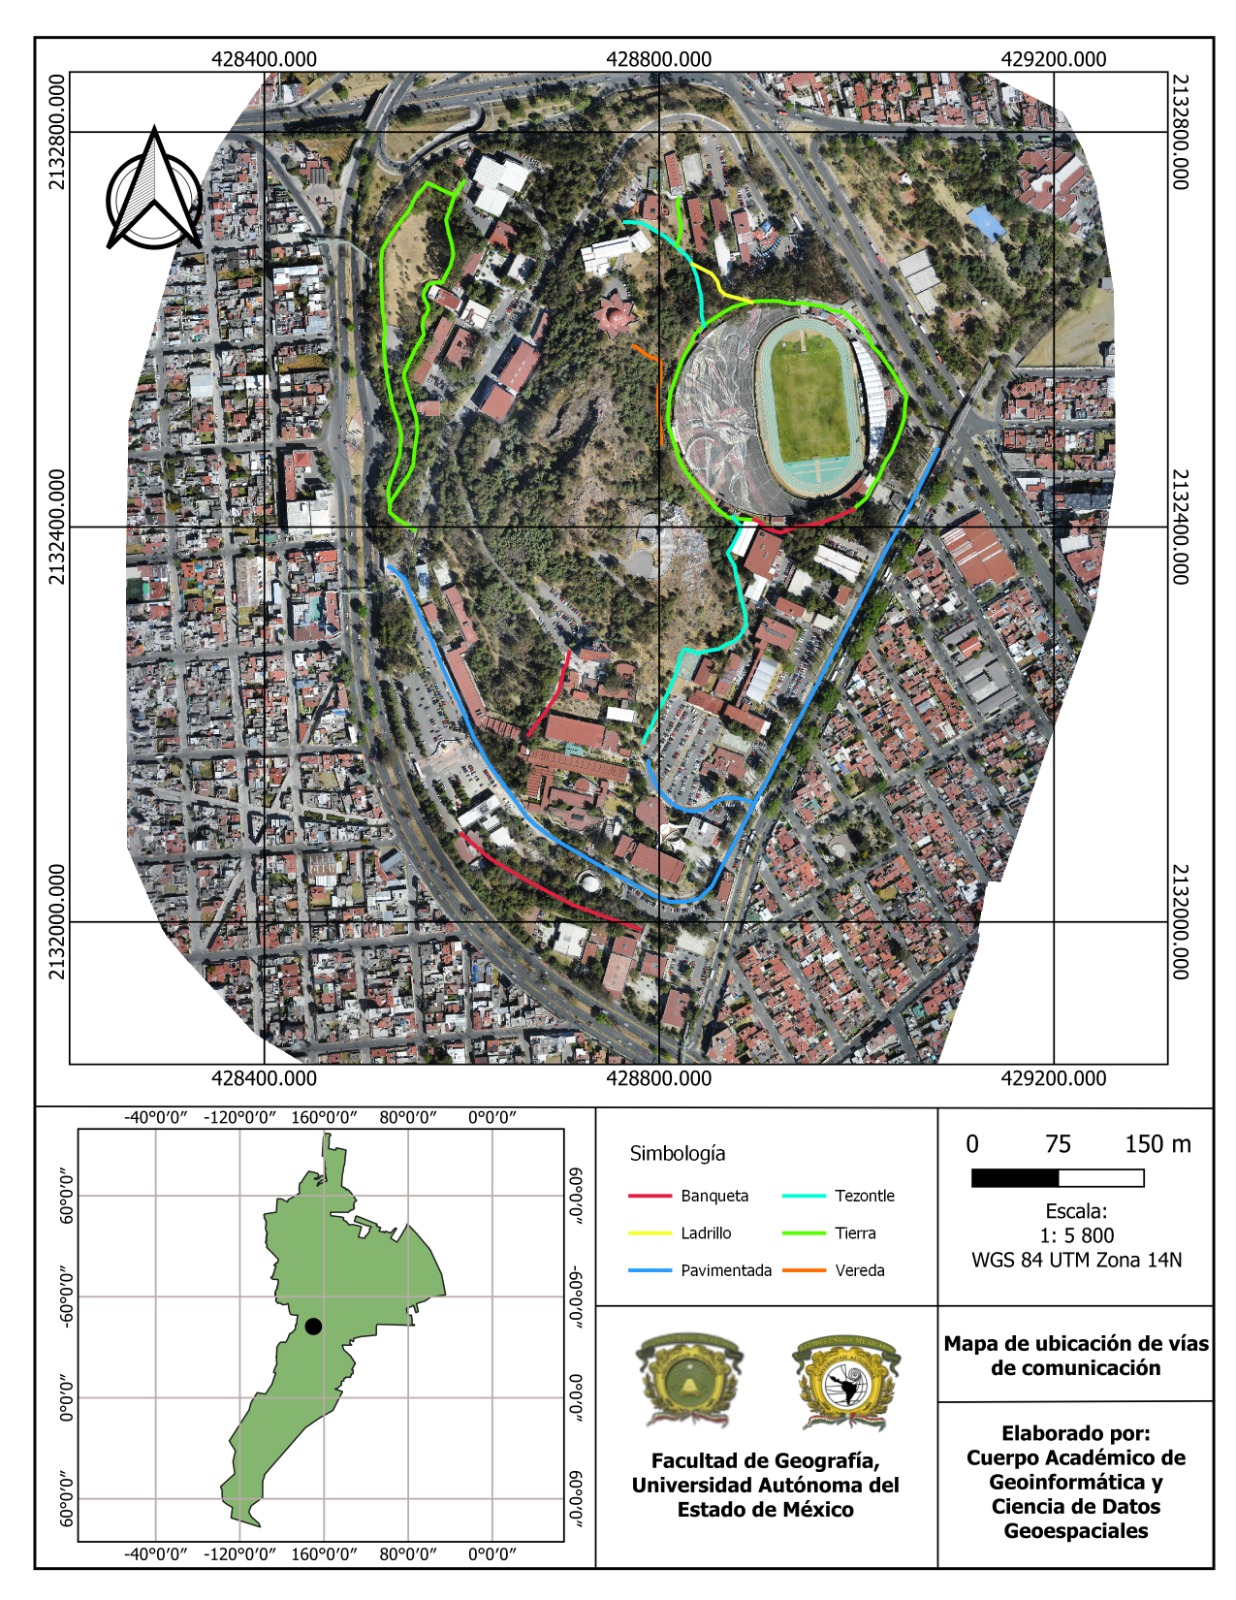 428400.000 428800.000 429200.000
2132800.000 2132800.000
2132400.000 2132400.000
2132000.000 2132000.000
428400.000 428800.000 429200.000
-40°0′0″ -120°0′0″ 160°0′0″ 80°0′0″ 0°0′0″
60°0′0″ 60°0′0″
-60°0′0″ -60°0′0″
0°0′0″ 0°0′0″
60°0′0″ 60°0′0″
-40°0′0″ -120°0′0″ 160°0′0″ 80°0′0″ 0°0′0″
Simbología
Banqueta Tezontle
Ladrillo Tierra
Pavimentada Vereda
0 75 150 m
Escala:
1: 5 800
WGS 84 UTM Zona 14N
Facultad de Geografía,
Universidad Autónoma del
Estado de México
Mapa de ubicación de vías
de comunicación
Elaborado por:
Cuerpo Académico de
Geoinformática y
Ciencia de Datos
Geoespaciales